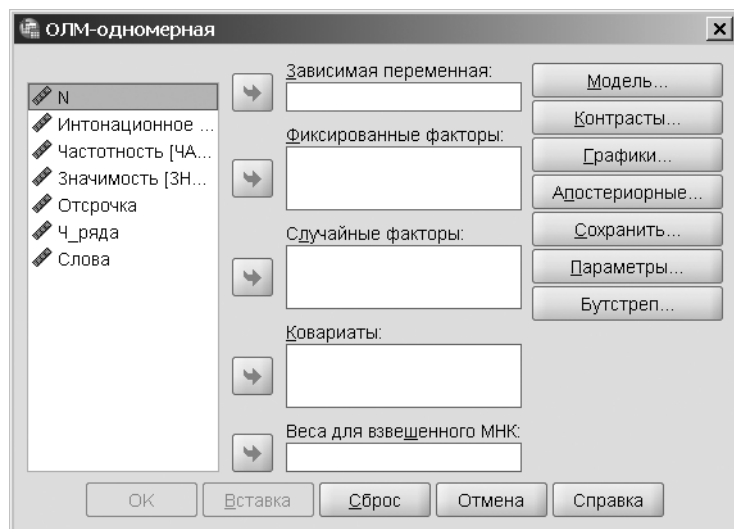 ОЛМ-одномерная
N
Интонационное ...
Частотность [ЧА...
Значимость [ЗН...
Отсрочка
Ч_ряда
Слова
Зависимая переменная:
Фиксированные факторы:
Случайные факторы:
Ковариаты:
Веса для взвешенного МНК:
Модель...
Контрасты...
Графики...
Апостериорные...
Сохранить...
Параметры...
Бутстреп...
OK
Вставка
Сброс
Отмена
Справка